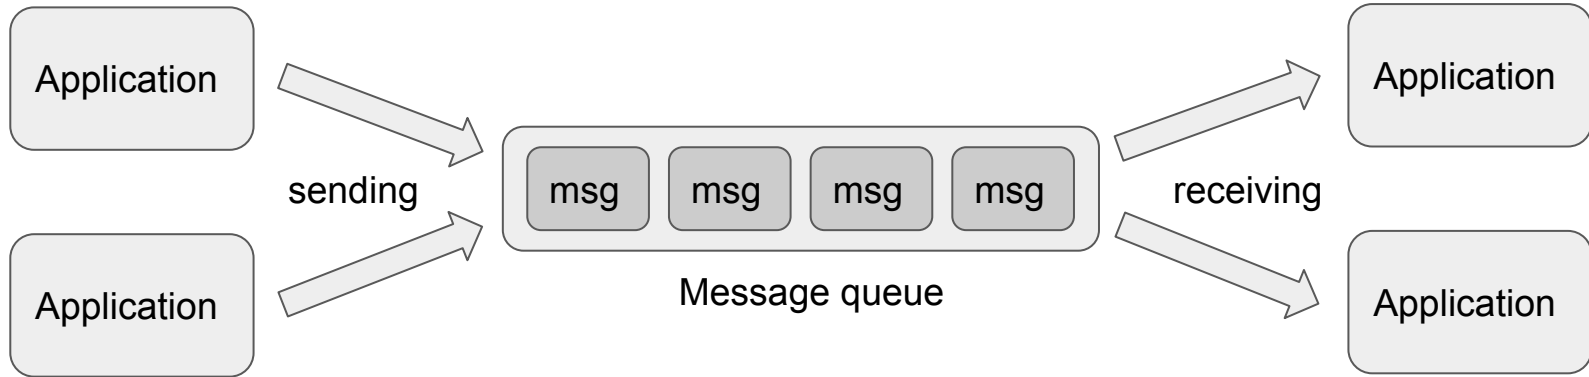 Application
Application
sending
msg msg msg msg
receiving
Application
Application
Message queue